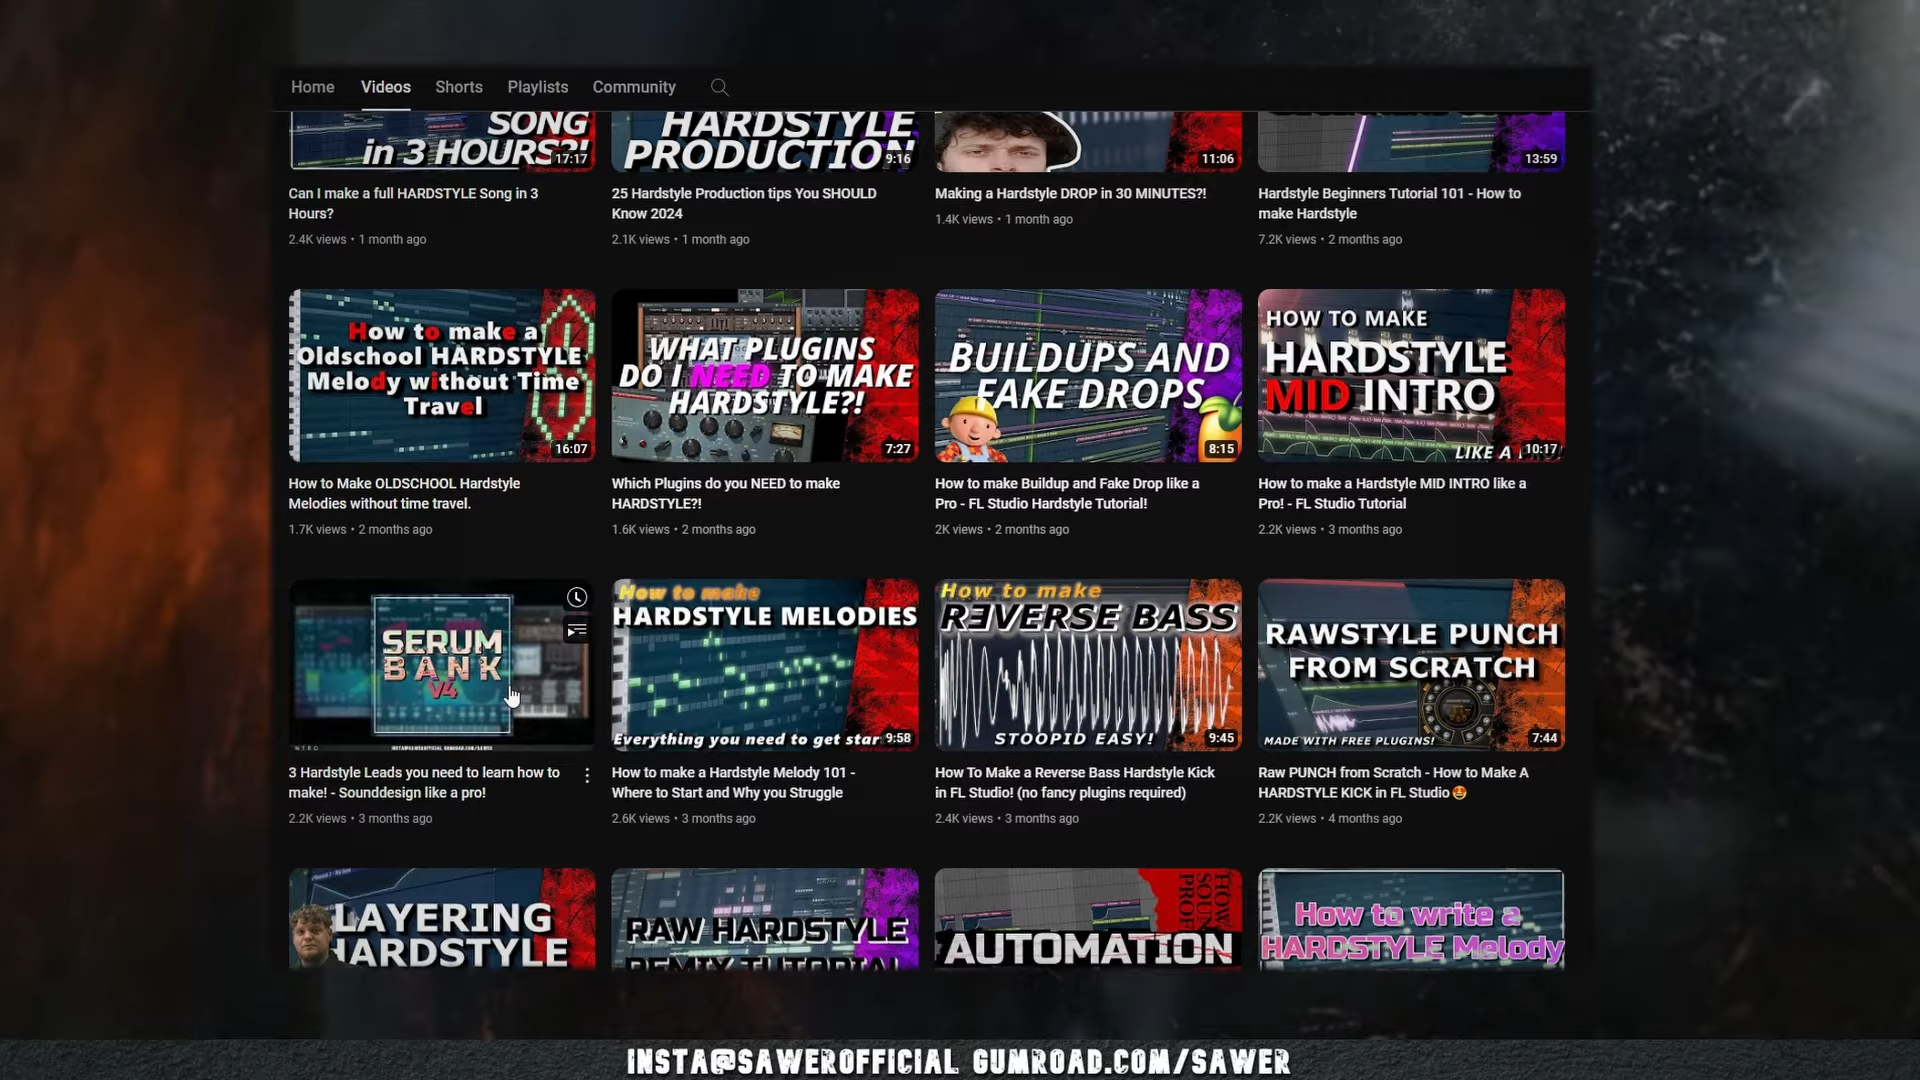 Home Videos Shorts Playlists Community
SONG
in 3 HOURS?!
17:17
HARDSTYLE
PRODUCTION
9:16
11:06
13:59
Can I make a full HARDSTYLE Song in 3
Hours?
2.4K views • 1 month ago
25 Hardstyle Production tips You SHOULD
Know 2024
2.1K views • 1 month ago
Making a Hardstyle DROP in 30 MINUTES?!
1.4K views • 1 month ago
Hardstyle Beginners Tutorial 101 - How to
make Hardstyle
7.2K views • 2 months ago
How to make a
Oldschool HARDSTYLE
Melody without Time
Travel
16:07
WHAT PLUGINS
DO I NEED TO MAKE
HARDSTYLE?!
7:27
BUILDUPS AND
FAKE DROPS
8:15
HOW TO MAKE
HARDSTYLE
MID INTRO
LIKE A
10:17
How to Make OLDSCHOOL Hardstyle
Melodies without time travel.
1.7K views • 2 months ago
Which Plugins do you NEED to make
HARDSTYLE?!
1.6K views • 2 months ago
How to make Buildup and Fake Drop like a
Pro - FL Studio Hardstyle Tutorial!
2K views • 2 months ago
How to make a Hardstyle MID INTRO like a
Pro! - FL Studio Tutorial
2.2K views • 3 months ago
SERUM
BANK
V4
INTRO
INSTA@SAWEROFFICIAL GUMROAD.COM/SAWER
How to make
HARDSTYLE MELODIES
Everything you need to get star
9:58
How to make
RƎVERSE BASS
STOOPID EASY!
9:45
RAWSTYLE PUNCH
FROM SCRATCH
MADE WITH FREE PLUGINS!
7:44
3 Hardstyle Leads you need to learn how to
make! - Sounddesign like a pro!
2.2K views • 3 months ago
How to make a Hardstyle Melody 101 -
Where to Start and Why you Struggle
2.6K views • 3 months ago
How To Make a Reverse Bass Hardstyle Kick
in FL Studio! (no fancy plugins required)
2.4K views • 3 months ago
Raw PUNCH from Scratch - How to Make A
HARDSTYLE KICK in FL Studio 🤩
2.2K views • 4 months ago
LAYERING
HARDSTYLE
RAW HARDSTYLE
REMIX TUTORIAL
HOW
SOUN
PROF
AUTOMATION
How to write a
HARDSTYLE Melody
INSTA@SAWEROFFICIAL GUMROAD.COM/SAWER